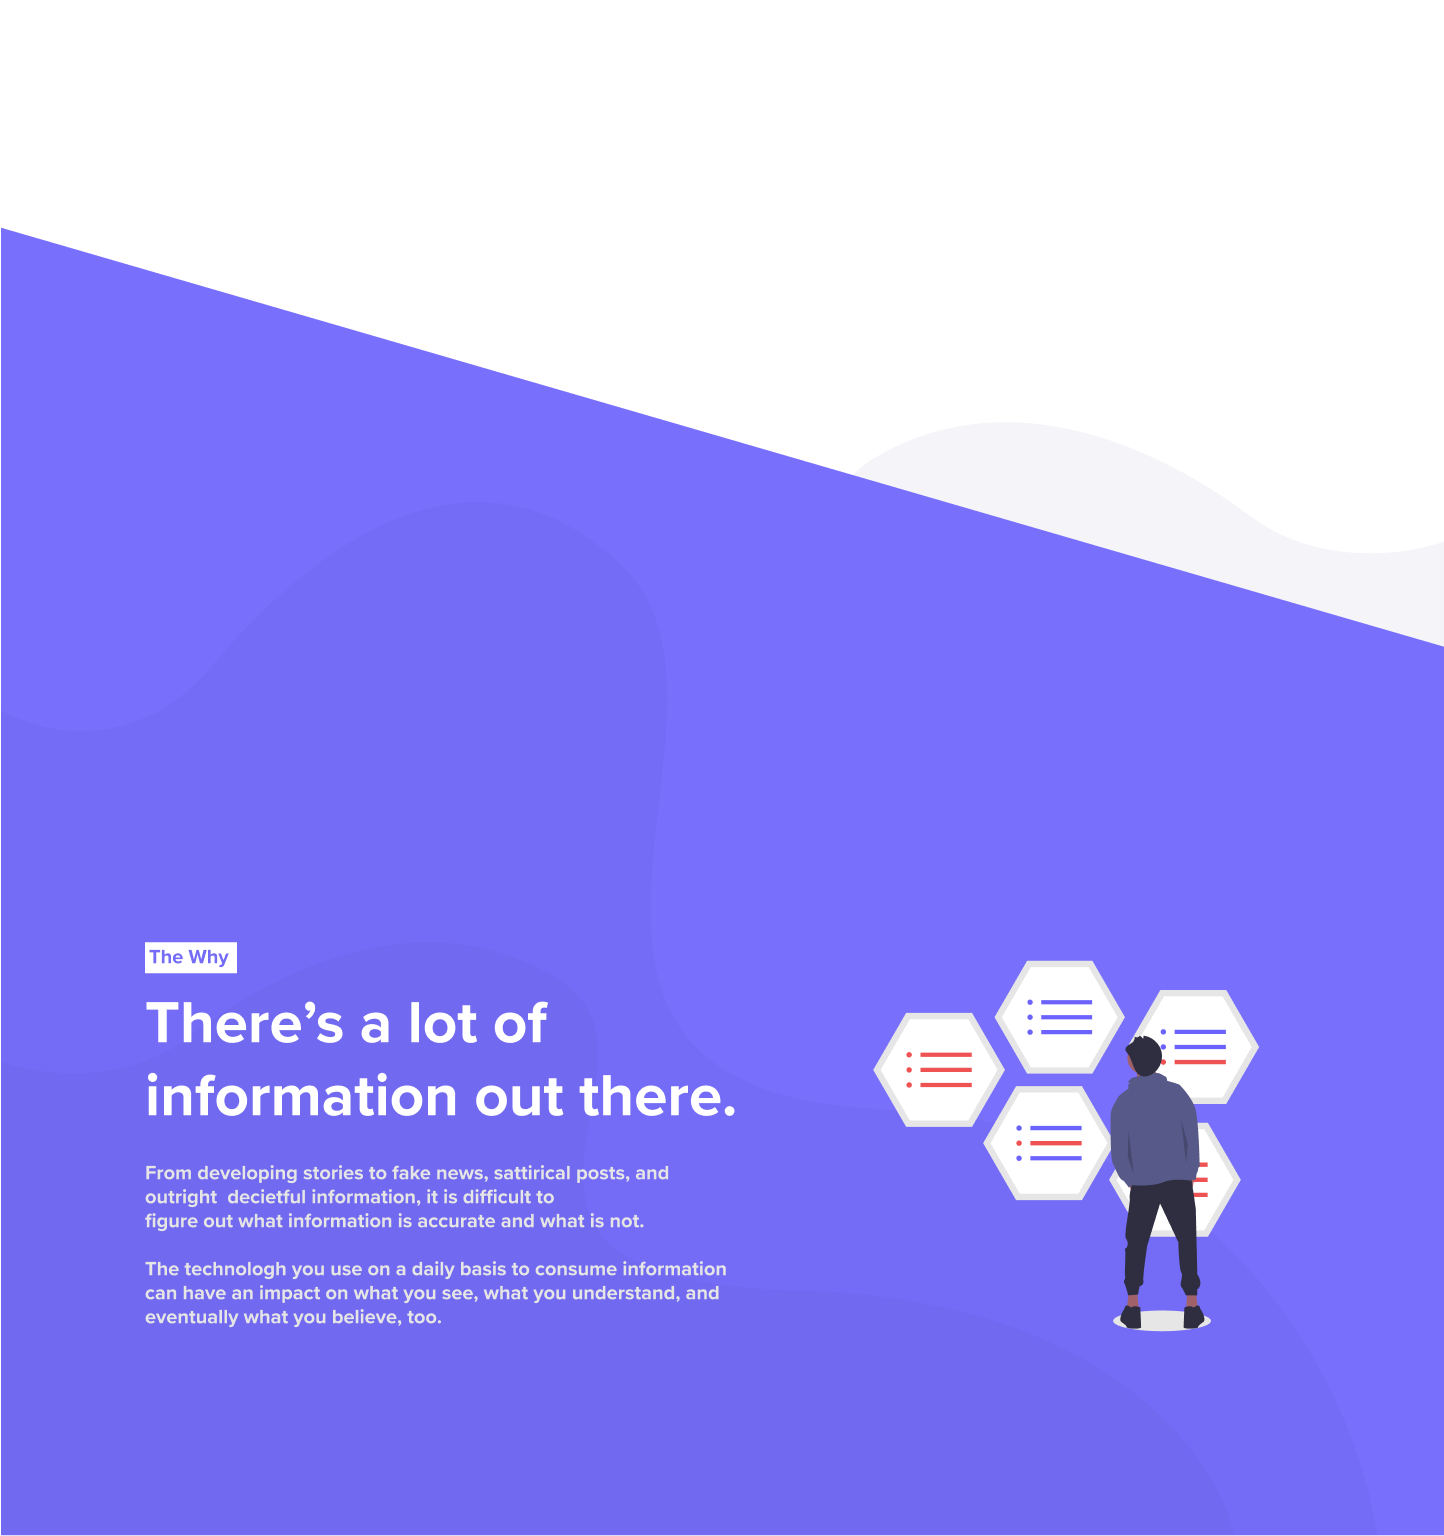 The Why
There’s a lot of
information out there.
From developing stories to fake news, sattirical posts, and
outright  decietful information, it is difficult to
figure out what information is accurate and what is not.
The technologh you use on a daily basis to consume information
can have an impact on what you see, what you understand, and
eventually what you believe, too.